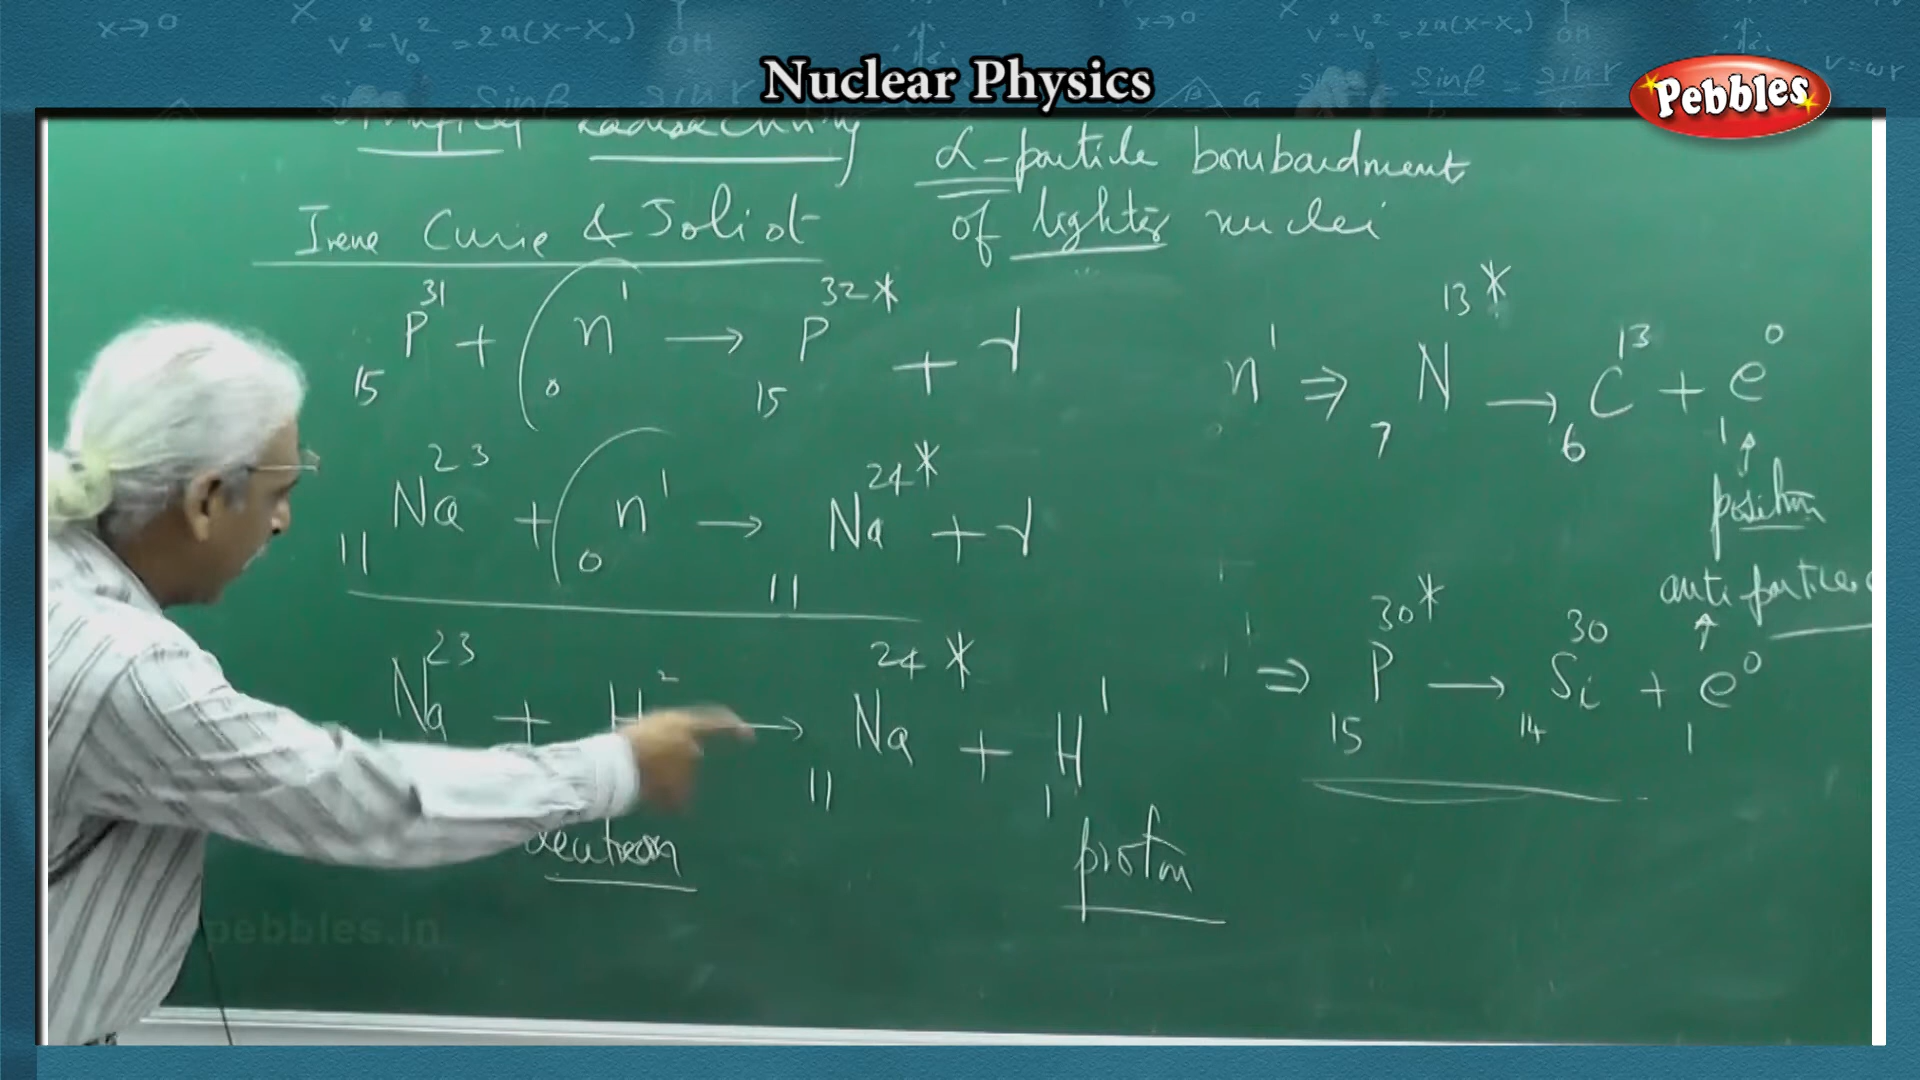 Nuclear Physics
Pebbles
α-particle bombardment
Irene Curie & Joliot of lighter nuclei
₁₅P³¹ + ₀n¹ → ₁₅P³²* + γ
n¹ ⇒ ₇N¹³* → ₆C¹³ + ₁e⁰
positron
₁₁Na²³ + ₀n¹ → ₁₁Na²⁴* + γ
anti particle
⇒ ₁₅P³⁰* → ₁₄Si³⁰ + ₁e⁰
Na²³ + H² → ₁₁Na²⁴* + ₁H¹
proton
pebbles.in